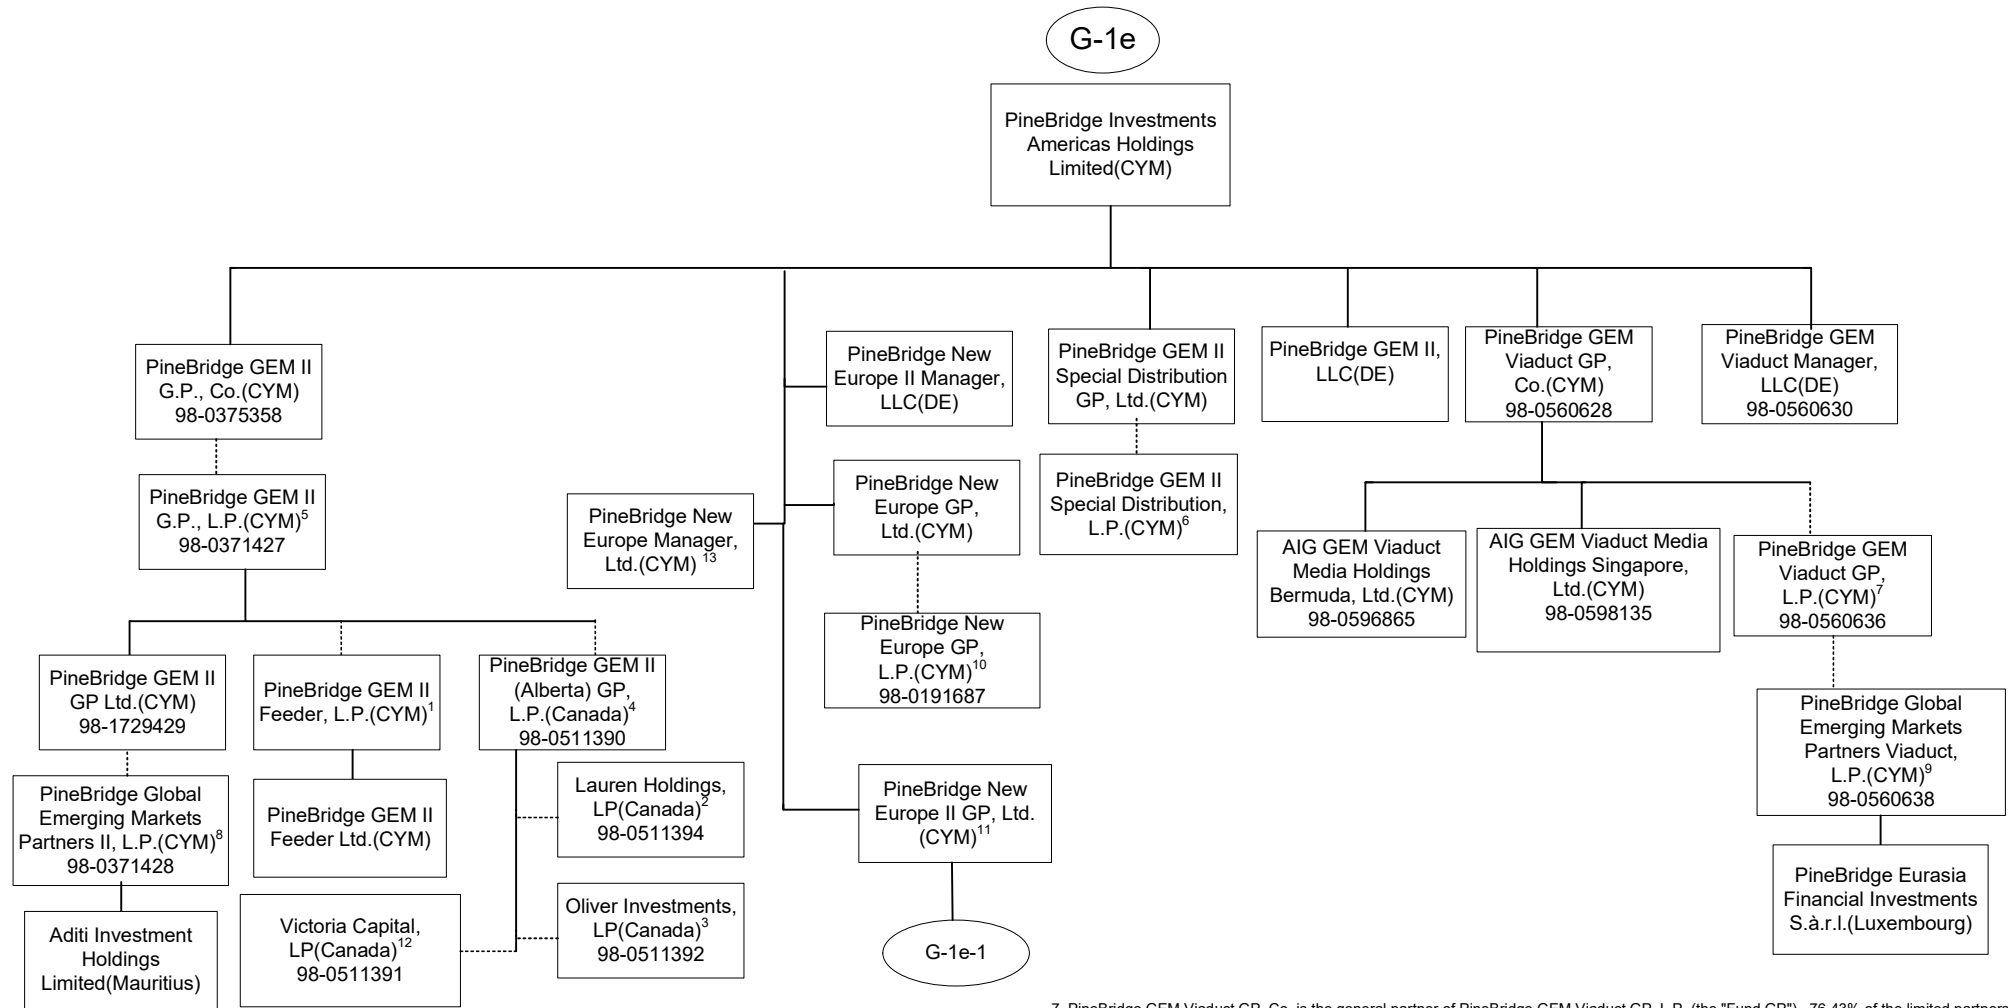 G-1e
PineBridge Investments
Americas Holdings
Limited(CYM)
PineBridge GEM II
G.P., Co.(CYM)
98-0375358
PineBridge GEM II
G.P., L.P.(CYM)5
98-0371427
PineBridge GEM II
GP Ltd.(CYM)
98-1729429
PineBridge Global
Emerging Markets
Partners II, L.P.(CYM)8
98-0371428
Aditi Investment
Holdings
Limited(Mauritius)
PineBridge GEM II
Feeder, L.P.(CYM)1
PineBridge GEM II
Feeder Ltd.(CYM)
PineBridge GEM II
(Alberta) GP,
L.P.(Canada)4
98-0511390
Lauren Holdings,
LP(Canada)2
98-0511394
Oliver Investments,
LP(Canada)3
98-0511392
Victoria Capital,
LP(Canada)12
98-0511391
PineBridge New
Europe Manager,
Ltd.(CYM) 13
PineBridge New
Europe II Manager,
LLC(DE)
PineBridge New
Europe GP,
Ltd.(CYM)
PineBridge New
Europe GP,
L.P.(CYM)10
98-0191687
PineBridge New
Europe II GP, Ltd.
(CYM)11
G-1e-1
PineBridge GEM II
Special Distribution
GP, Ltd.(CYM)
PineBridge GEM II
Special Distribution,
L.P.(CYM)6
PineBridge GEM II,
LLC(DE)
PineBridge GEM
Viaduct GP,
Co.(CYM)
98-0560628
AIG GEM Viaduct
Media Holdings
Bermuda, Ltd.(CYM)
98-0596865
AIG GEM Viaduct Media
Holdings Singapore,
Ltd.(CYM)
98-0598135
PineBridge GEM
Viaduct GP,
L.P.(CYM)7
98-0560636
PineBridge Global
Emerging Markets
Partners Viaduct,
L.P.(CYM)9
98-0560638
PineBridge Eurasia
Financial Investments
S.à.r.l.(Luxembourg)
PineBridge GEM
Viaduct Manager,
LLC(DE)
98-0560630
7. PineBridge GEM Viaduct GP, Co. is the general partner of PineBridge GEM Viaduct GP, L.P. (the "Fund GP"). 76.43% of the limited partners